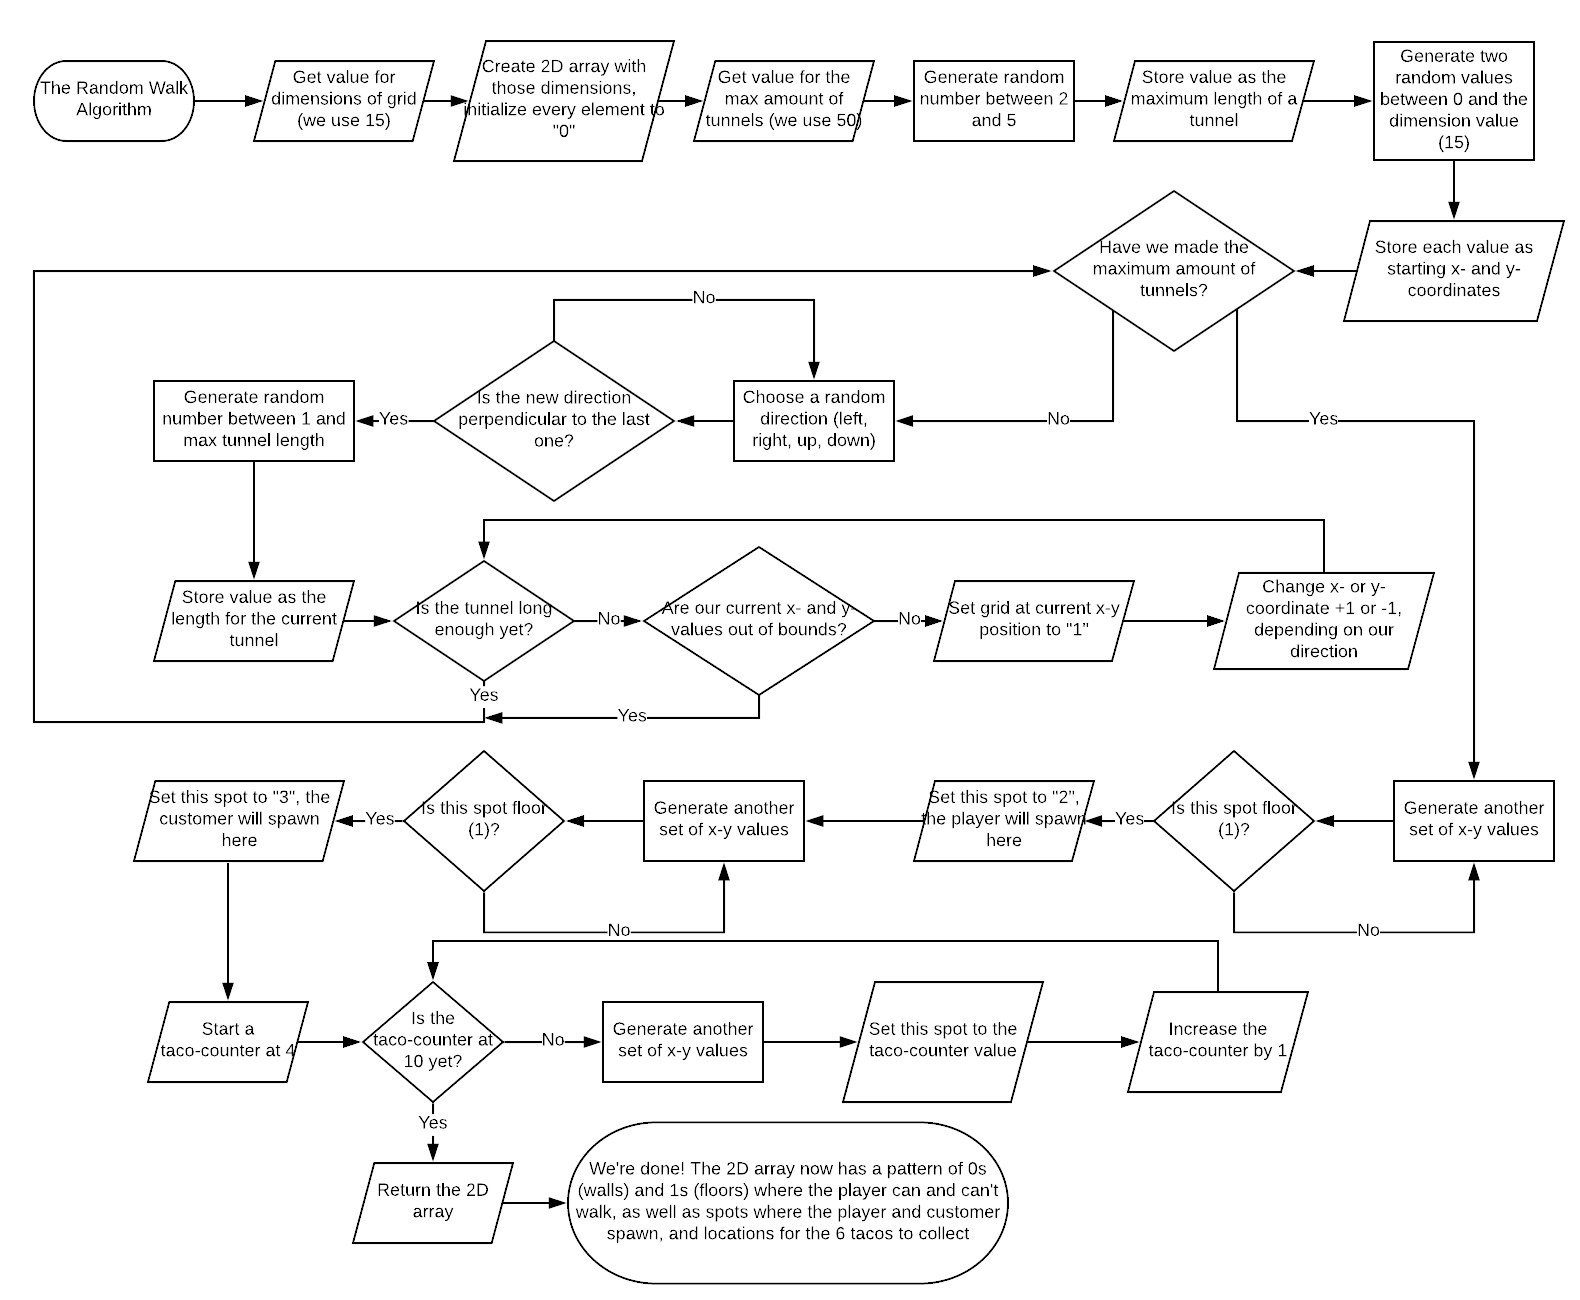 The Random Walk
Algorithm
Get value for
dimensions of grid
(we use 15)
Create 2D array with
those dimensions,
initialize every element to
"0"
Get value for the
max amount of
tunnels (we use 50)
Generate random
number between 2
and 5
Store value as the
maximum length of a
tunnel
Generate two
random values
between 0 and the
dimension value
(15)
Store each value as
starting x- and y-
coordinates
Have we made the
maximum amount of
tunnels?
No
Yes
Choose a random
direction (left,
right, up, down)
No
Is the new direction
perpendicular to the last
one?
Yes
Generate random
number between 1 and
max tunnel length
Store value as the
length for the current
tunnel
Is the tunnel long
enough yet?
No
Yes
Are our current x- and y-
values out of bounds?
No
Yes
Set grid at current x-y
position to "1"
Change x- or y-
coordinate +1 or -1,
depending on our
direction
Generate another
set of x-y values
Is this spot floor
(1)?
No
Yes
Set this spot to "2",
the player will spawn
here
Generate another
set of x-y values
Is this spot floor
(1)?
No
Yes
Set this spot to "3", the
customer will spawn
here
Start a
taco-counter at 4
Is the
taco-counter at
10 yet?
No
Generate another
set of x-y values
Set this spot to the
taco-counter value
Increase the
taco-counter by 1
Yes
Return the 2D
array
We're done! The 2D array now has a pattern of 0s
(walls) and 1s (floors) where the player can and can't
walk, as well as spots where the player and customer
spawn, and locations for the 6 tacos to collect